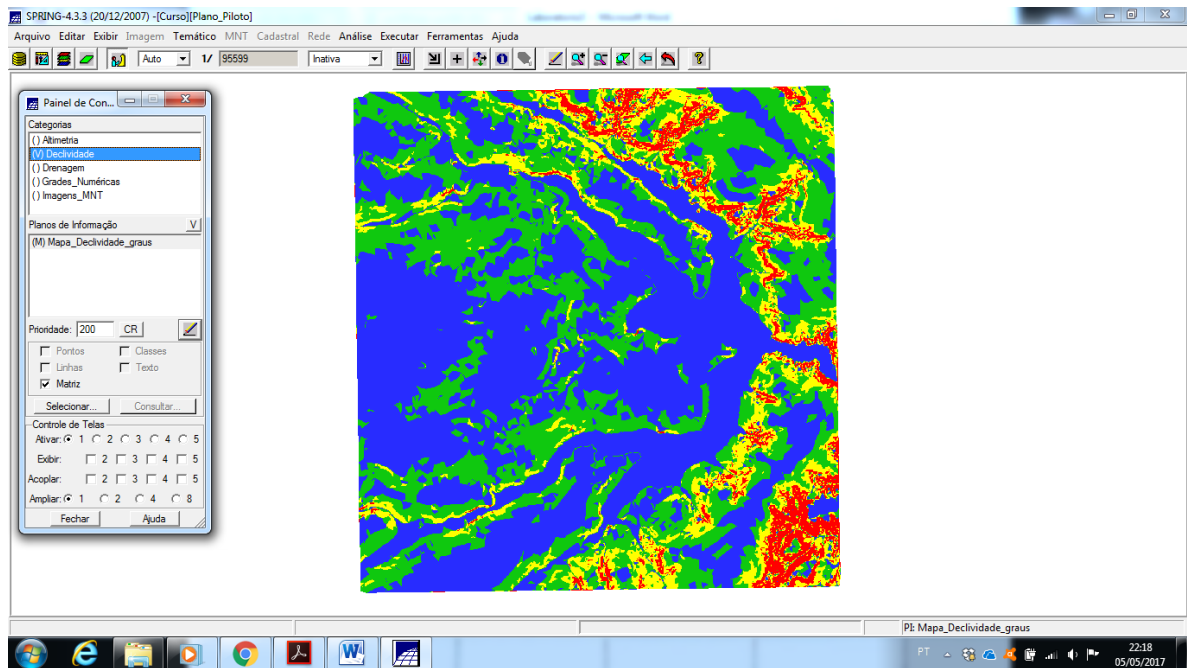 SPRING-4.3.3 (20/12/2007) -[Curso][Plano_Piloto]
Arquivo Editar Exibir Imagem Temático MNT Cadastral Rede Análise Executar Ferramentas Ajuda
Auto 1/ 95599 Inativa
Painel de Con...
Categorias
( ) Altimetria
(V) Declividade
( ) Drenagem
( ) Grades_Numéricas
( ) Imagens_MNT
Planos de Informação V
(M) Mapa_Declividade_graus
Prioridade: 200 CR
Pontos Classes
Linhas Texto
Matriz
Selecionar... Consultar...
Controle de Telas
Ativar: 1 2 3 4 5
Exibir: 2 3 4 5
Acoplar: 2 3 4 5
Ampliar: 1 2 4 8
Fechar Ajuda
PI: Mapa_Declividade_graus
PT 22:18
05/05/2017